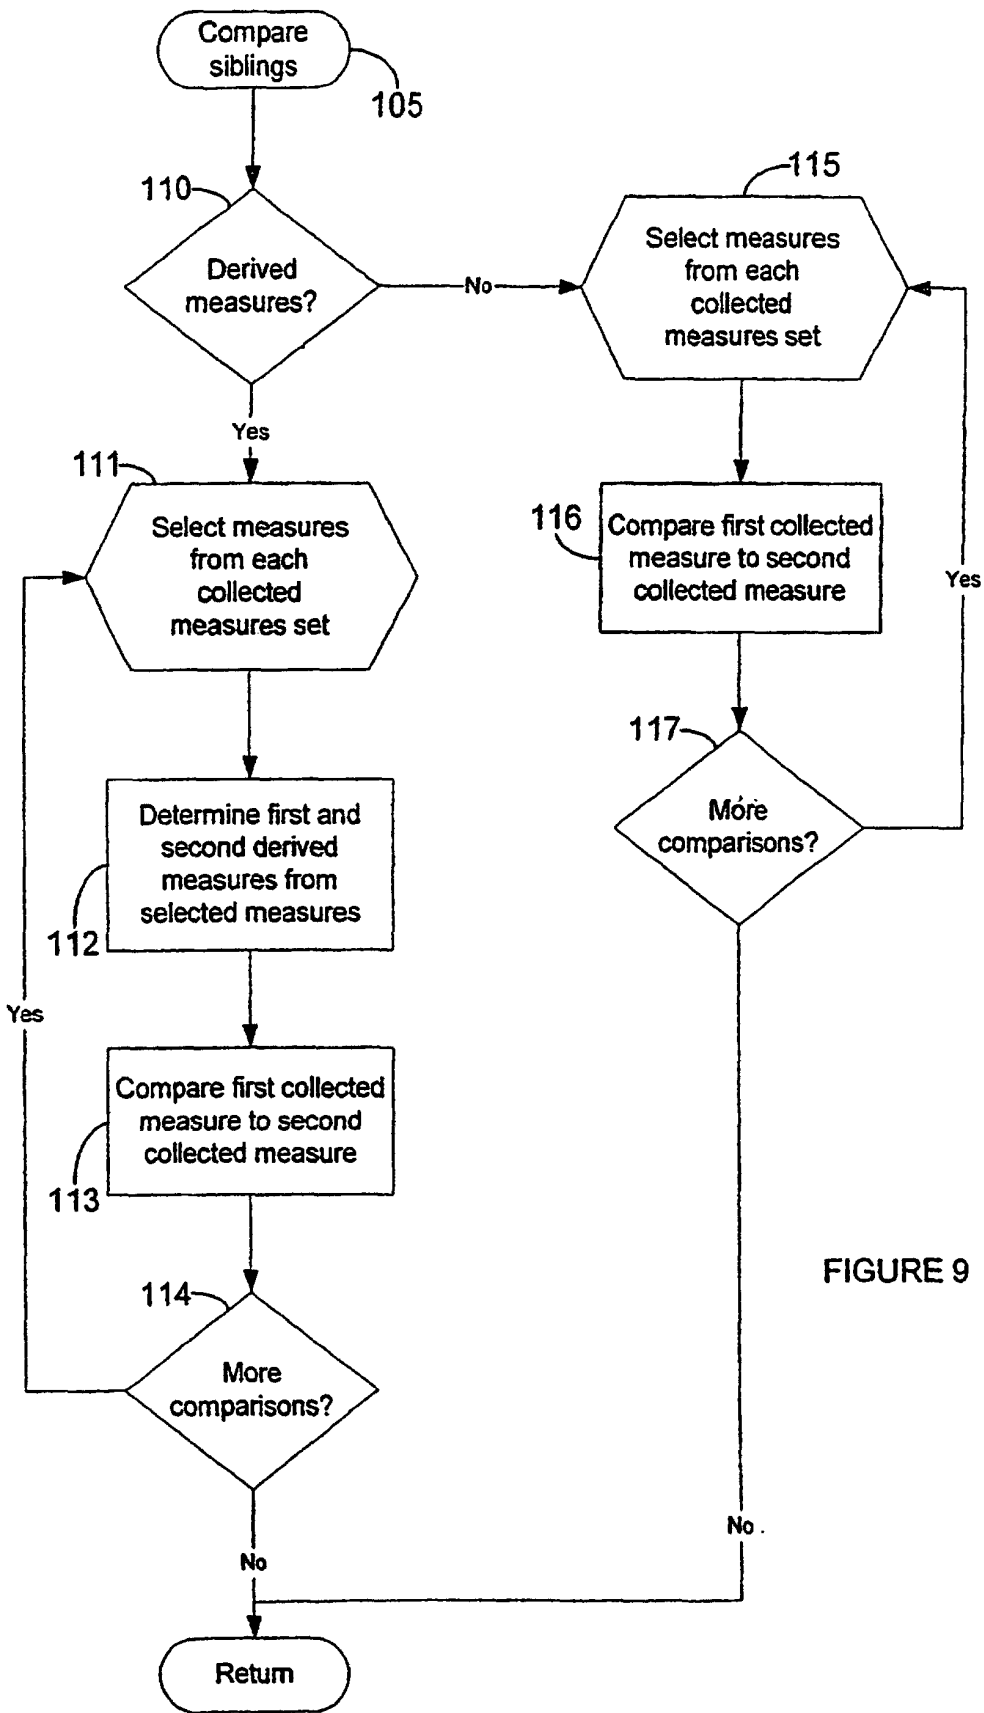 Compare
siblings
105
110
Derived
measures?
No
115
Select measures
from each
collected
measures set
Yes
111
Select measures
from each
collected
measures set
116
Compare first collected
measure to second
collected measure
Yes
117
More
comparisons?
Determine first and
second derived
measures from
selected measures
112
Yes
Compare first collected
measure to second
collected measure
113
FIGURE 9
114
More
comparisons?
No
No
Return